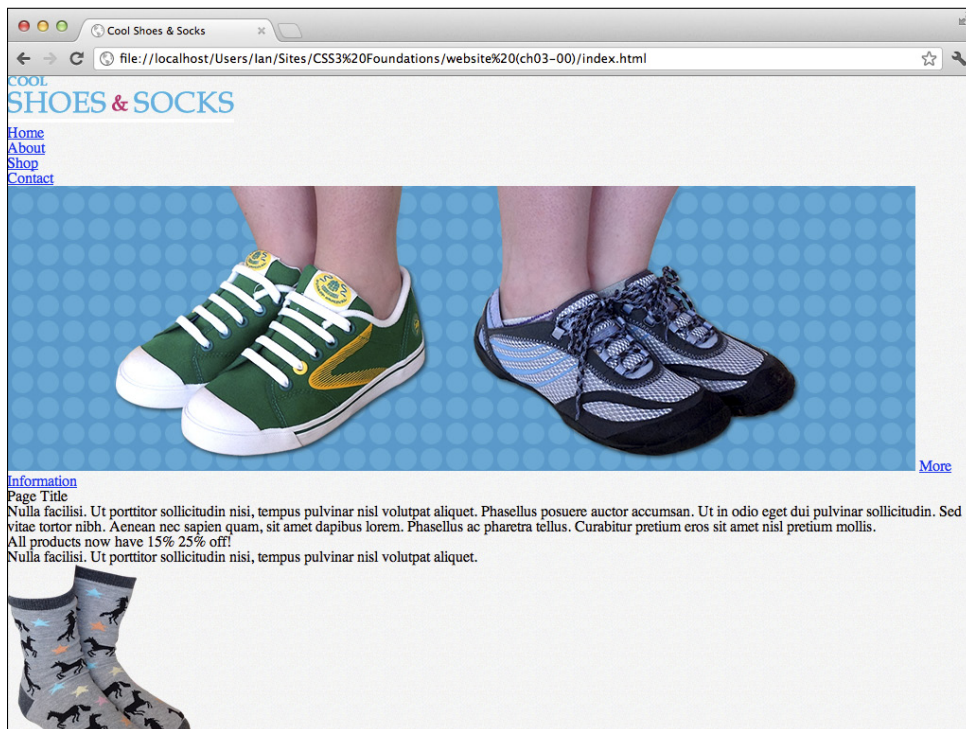 Cool Shoes & Socks
file://localhost/Users/Ian/Sites/CSS3%20Foundations/website%20(ch03-00)/index.html
COOL
SHOES & SOCKS
Home
About
Shop
Contact
More
Information
Page Title
Nulla facilisi. Ut porttitor sollicitudin nisi, tempus pulvinar nisl volutpat aliquet. Phasellus posuere auctor accumsan. Ut in odio eget dui pulvinar sollicitudin. Sed
vitae tortor nibh. Aenean nec sapien quam, sit amet dapibus lorem. Phasellus ac pharetra tellus. Curabitur pretium eros sit amet nisl pretium mollis.
All products now have 15% 25% off!
Nulla facilisi. Ut porttitor sollicitudin nisi, tempus pulvinar nisl volutpat aliquet.